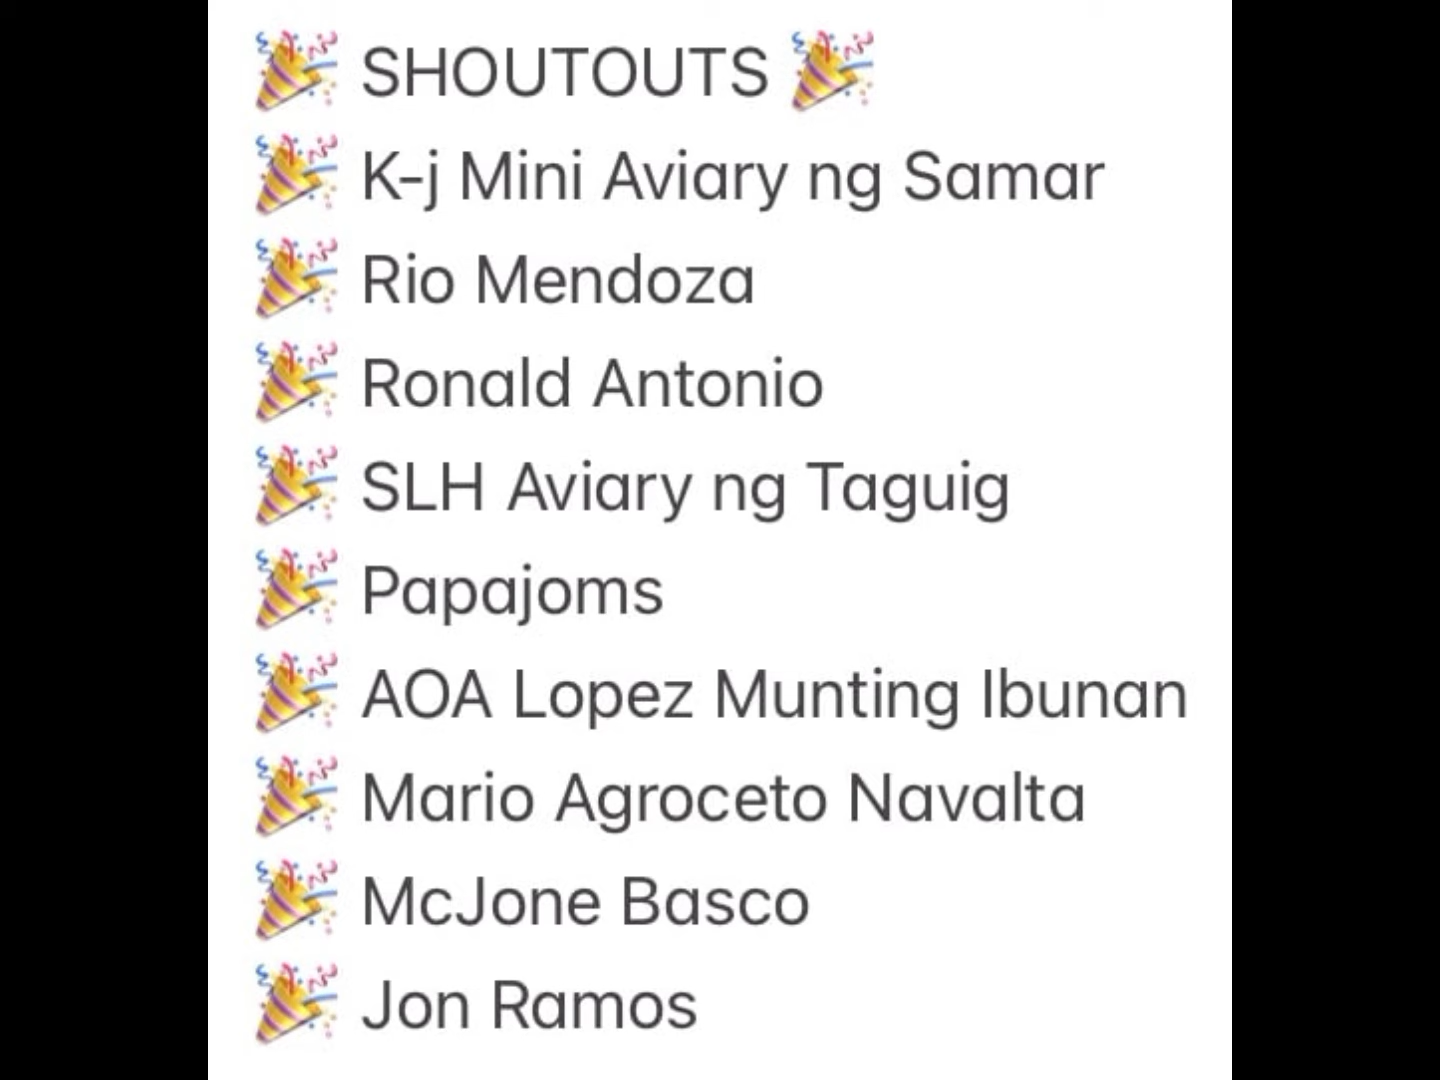 🎉 SHOUTOUTS 🎉
🎉 K-j Mini Aviary ng Samar
🎉 Rio Mendoza
🎉 Ronald Antonio
🎉 SLH Aviary ng Taguig
🎉 Papajoms
🎉 AOA Lopez Munting Ibunan
🎉 Mario Agroceto Navalta
🎉 McJone Basco
🎉 Jon Ramos